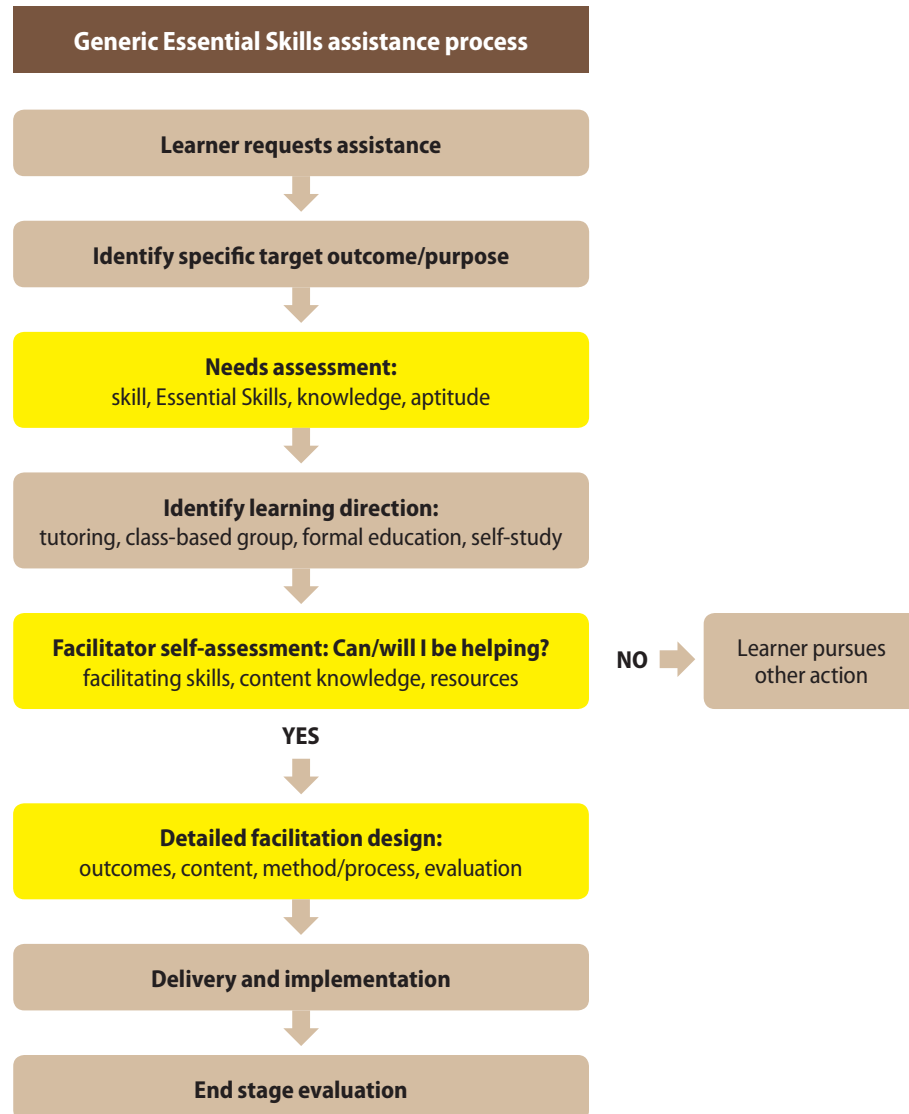 Generic Essential Skills assistance process
Learner requests assistance
Identify specific target outcome/purpose
Needs assessment:
skill, Essential Skills, knowledge, aptitude
Identify learning direction:
tutoring, class-based group, formal education, self-study
Facilitator self-assessment: Can/will I be helping?
facilitating skills, content knowledge, resources
NO
Learner pursues
other action
YES
Detailed facilitation design:
outcomes, content, method/process, evaluation
Delivery and implementation
End stage evaluation